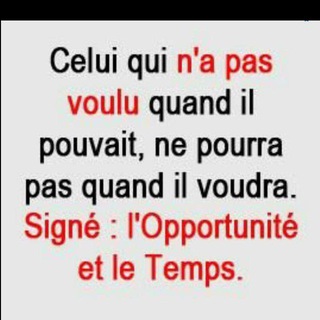 Celui qui n'a pas
voulu quand il
pouvait, ne pourra
pas quand il voudra.
Signé : l'Opportunité
et le Temps.